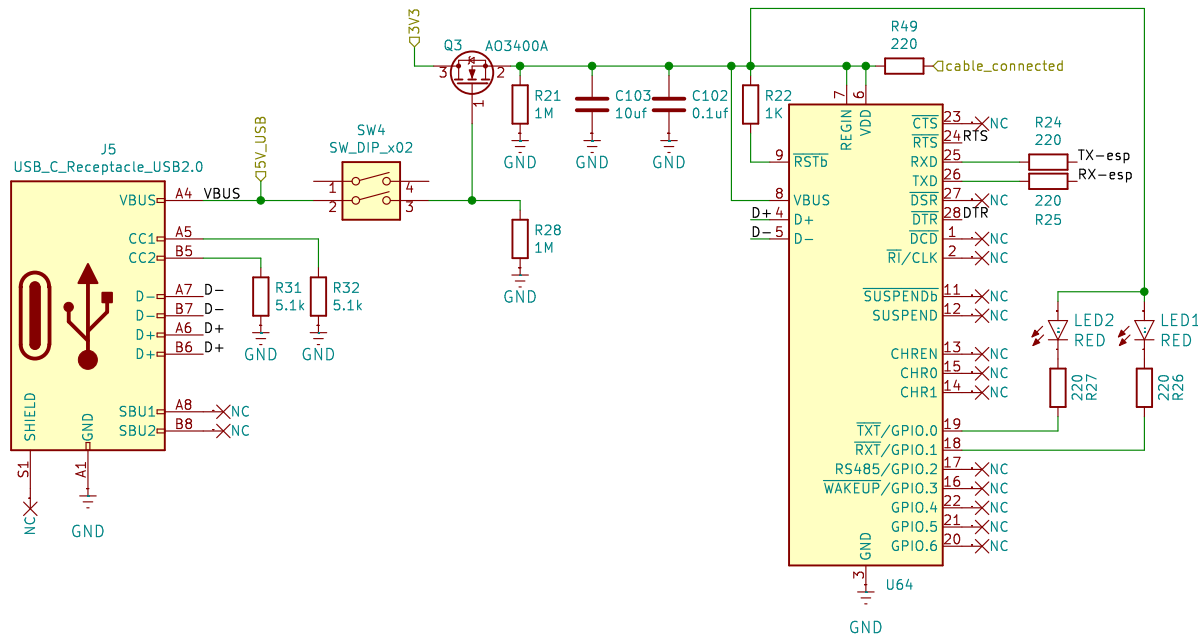 3V3
Q3
AO3400A
3
2
1
R21
1M
GND
C103
10uf
GND
C102
0.1uf
GND
R22
1K
R49
220
cable_connected
5V_USB
SW4
SW_DIP_x02
1
4
2
3
R28
1M
GND
J5
USB_C_Receptacle_USB2.0
VBUS
A4
VBUS
CC1
A5
CC2
B5
D-
A7
D-
D-
B7
D-
D+
A6
D+
D+
B6
D+
SBU1
A8
NC
SBU2
B8
NC
SHIELD
GND
S1
A1
NC
GND
R31
5.1k
GND
R32
5.1k
GND
7
6
REGIN
VDD
9
RSTb
8
VBUS
D+
4
D+
D-
5
D-
CTS
23
NC
RTS
24
RTS
RXD
25
TXD
26
DSR
27
NC
DTR
28
DTR
DCD
1
NC
RI/CLK
2
NC
SUSPENDb
11
NC
SUSPEND
12
NC
CHREN
13
NC
CHR0
15
NC
CHR1
14
NC
TXT/GPIO.0
19
RXT/GPIO.1
18
RS485/GPIO.2
17
NC
WAKEUP/GPIO.3
16
NC
GPIO.4
22
NC
GPIO.5
21
NC
GPIO.6
20
NC
GND
3
U64
GND
R24
220
TX-esp
RX-esp
220
R25
LED2
RED
LED1
RED
220
R27
220
R26